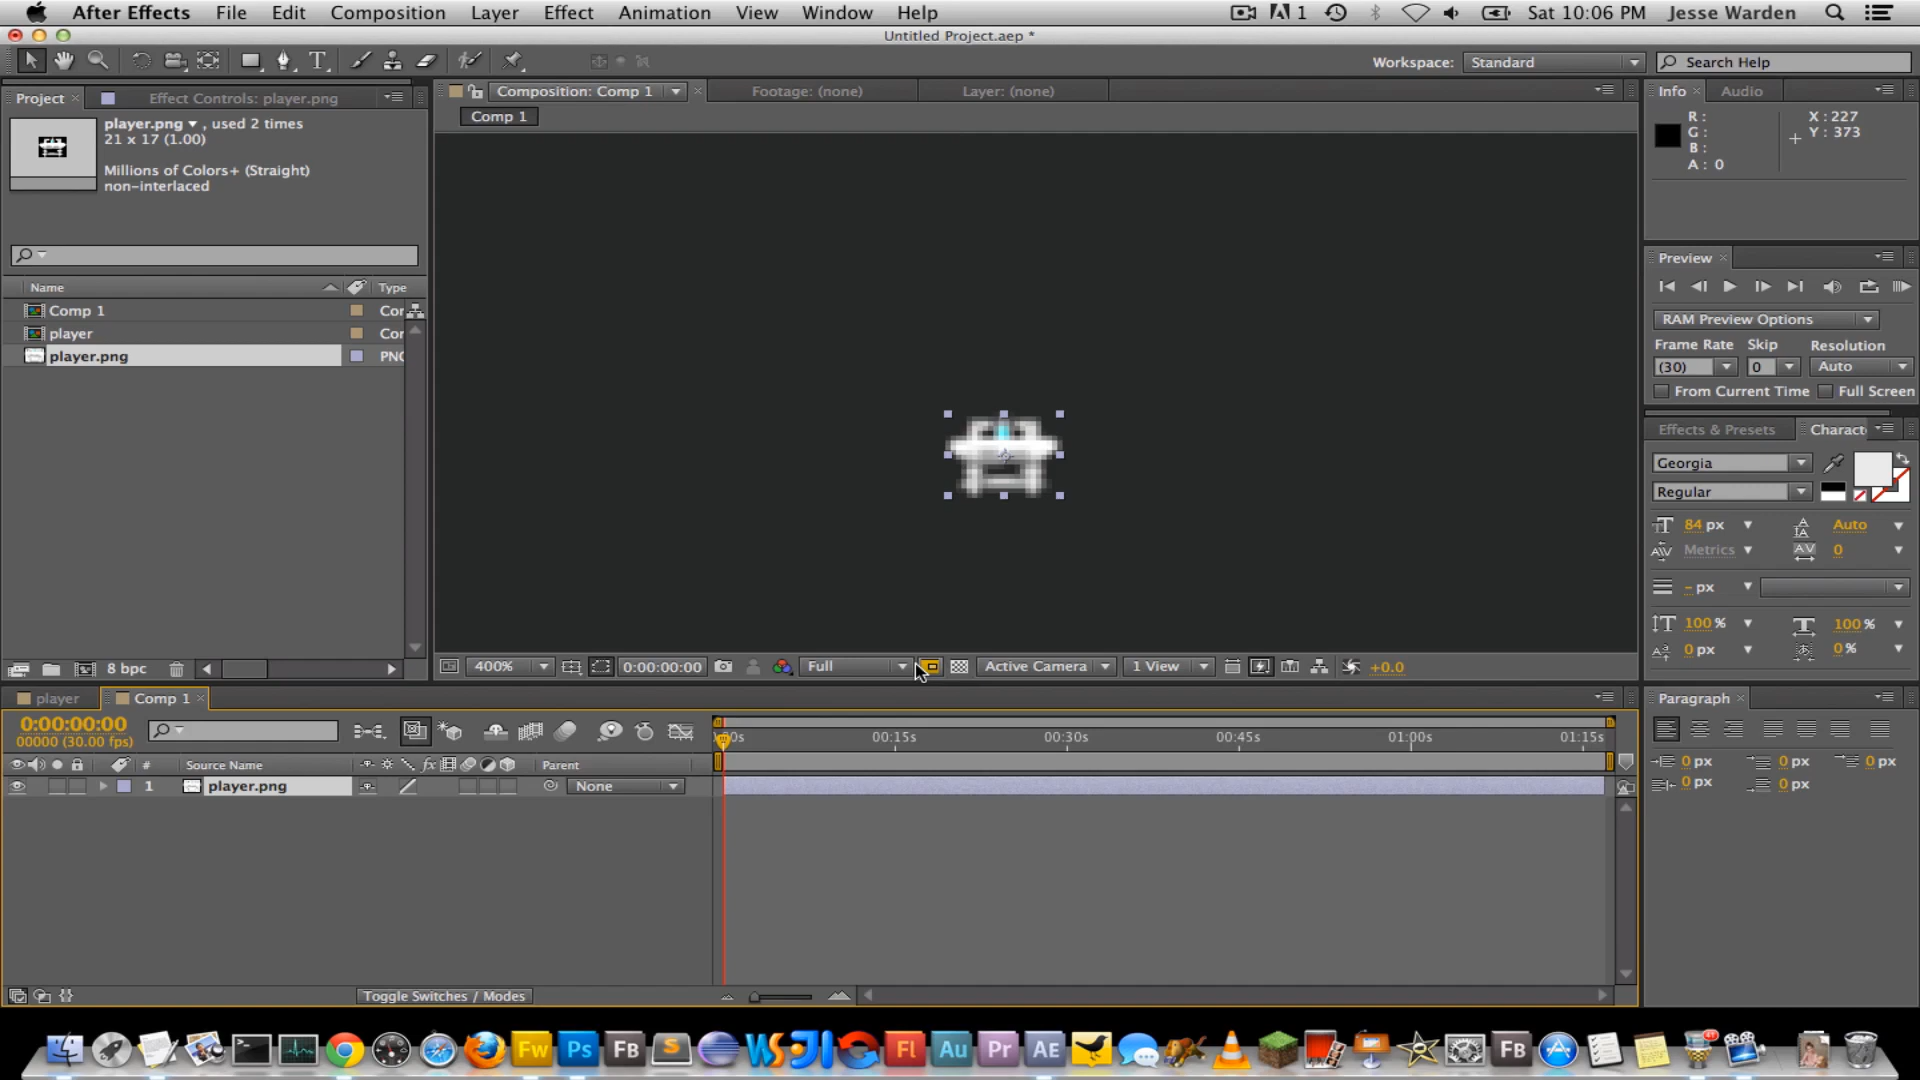 After Effects File Edit Composition Layer Effect Animation View Window Help 1 Sat 10:06 PM Jesse Warden
Untitled Project.aep *
Workspace: Standard Search Help
Project Effect Controls: player.png
Composition: Comp 1 Footage: (none) Layer: (none)
Info Audio
player.png , used 2 times
21 x 17 (1.00)
Millions of Colors+ (Straight)
non-interlaced
Comp 1
R :
G :
B :
A : 0
X : 227
Y : 373
Name Type
Comp 1 Cor
player Cor
player.png PNG
Preview
RAM Preview Options
Frame Rate Skip Resolution
(30) 0 Auto
From Current Time Full Screen
Effects & Presets Charact
Georgia
Regular
84 px Auto
Metrics 0
- px
100 % 100 %
0 px 0 %
8 bpc
400% 0:00:00:00 Full Active Camera 1 View +0.0
player Comp 1
0:00:00:00
00000 (30.00 fps)
00s 00:15s 00:30s 00:45s 01:00s 01:15s
# Source Name Parent
1 player.png None
Toggle Switches / Modes
Paragraph
0 px 0 px 0 px
0 px 0 px
Fw Ps FB Fl Au Pr AE FB